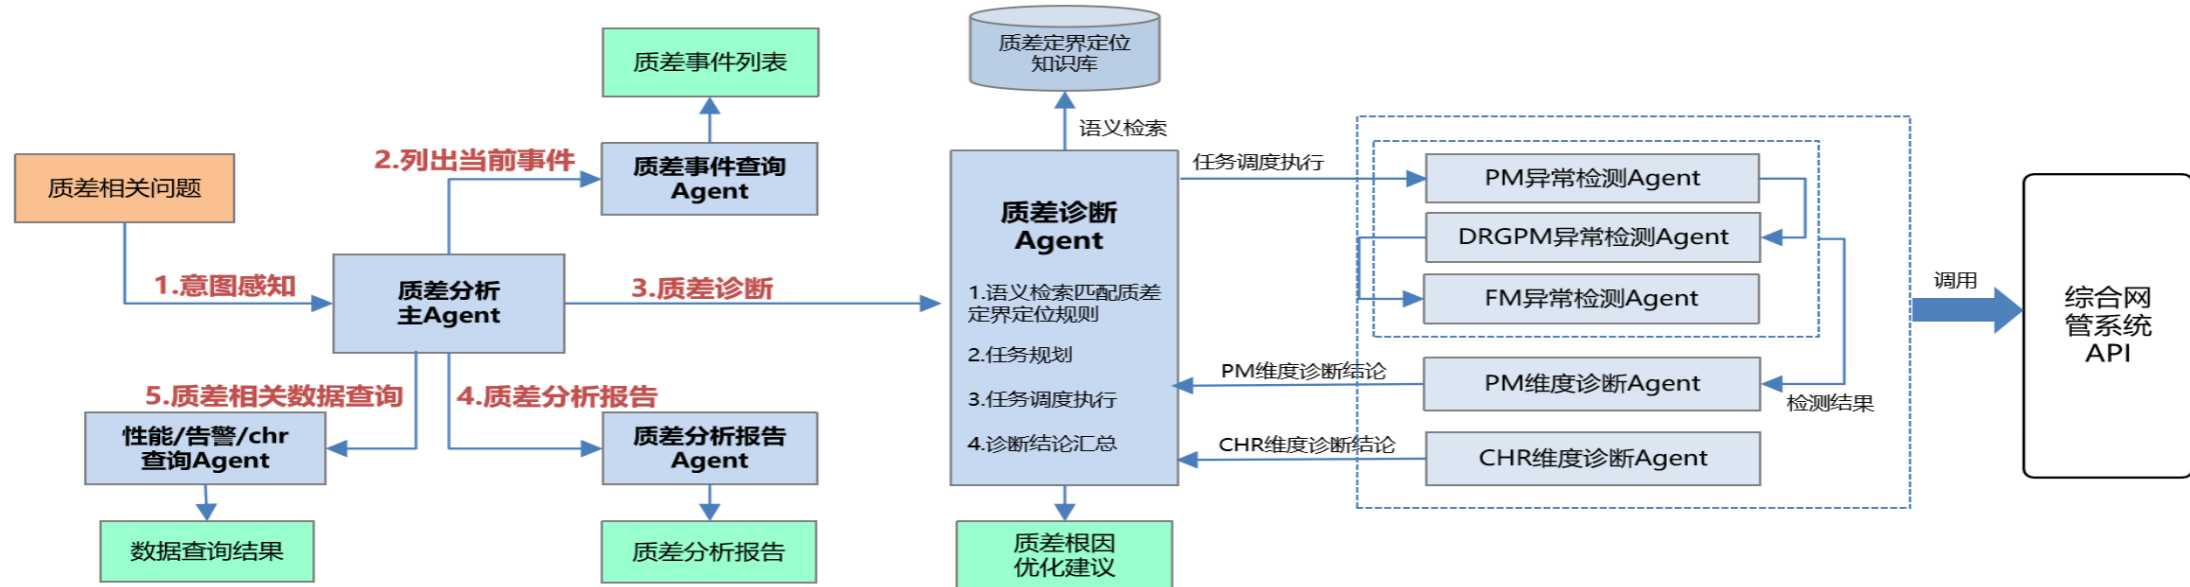 质差相关问题
1.意图感知
质差分析
主Agent
2.列出当前事件
质差事件查询
Agent
质差事件列表
3.质差诊断
4.质差分析报告
质差分析报告
Agent
质差分析报告
5.质差相关数据查询
性能/告警/chr
查询Agent
数据查询结果
质差定界定位
知识库
语义检索
质差诊断
Agent
1.语义检索匹配质差
定界定位规则
2.任务规划
3.任务调度执行
4.诊断结论汇总
质差根因
优化建议
任务调度执行
PM异常检测Agent
DRGPM异常检测Agent
FM异常检测Agent
PM维度诊断结论
PM维度诊断Agent
检测结果
CHR维度诊断结论
CHR维度诊断Agent
调用
综合网
管系统
API